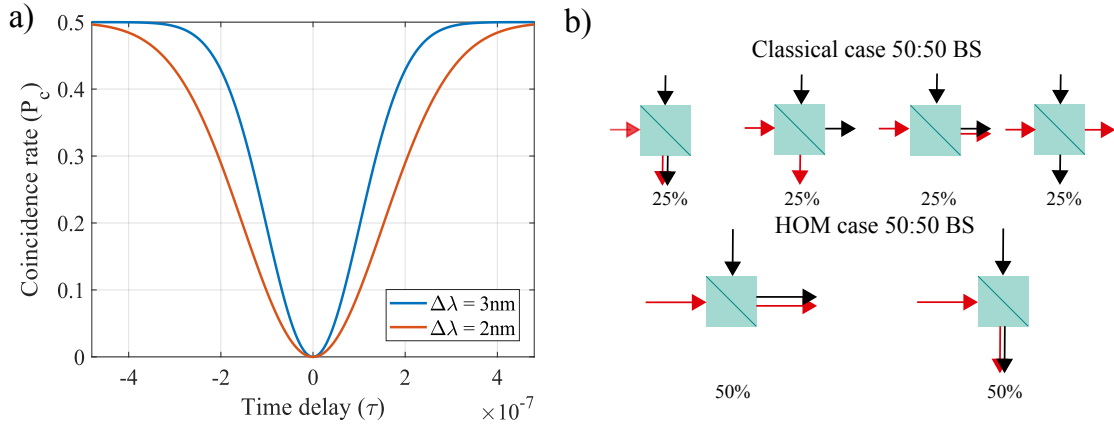 a)
0.5
0.4
0.3
0.2
0.1
0
-4
-2
0
2
4
×10⁻⁷
Coincidence rate (P_c)
Time delay (τ)
Δλ = 3nm
Δλ = 2nm
b)
Classical case 50:50 BS
25%
25%
25%
25%
HOM case 50:50 BS
50%
50%